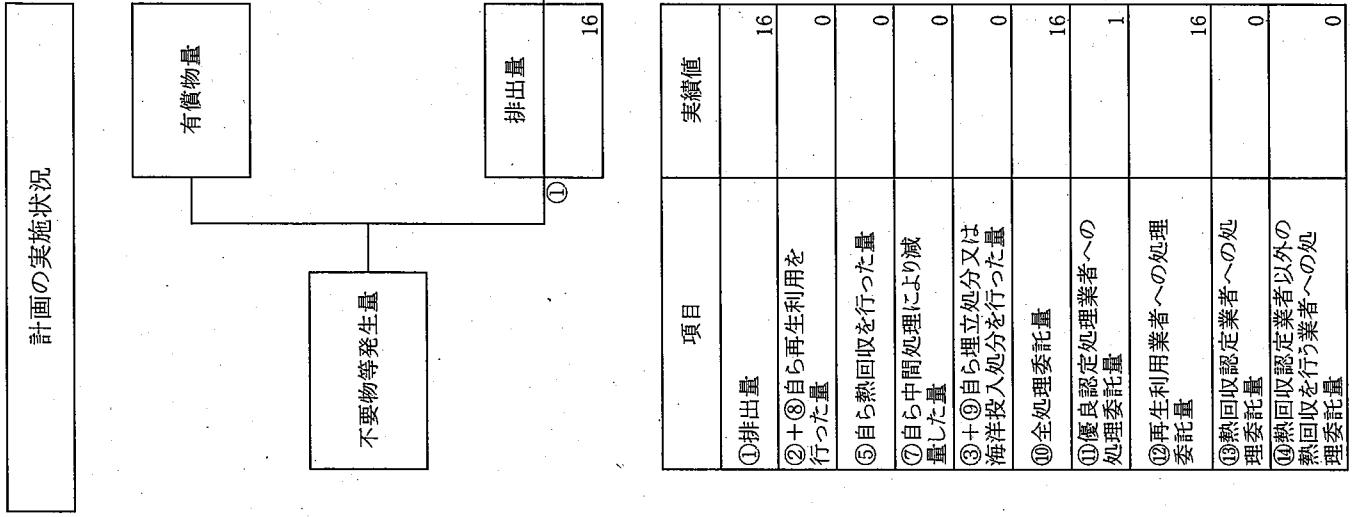 計画の実施状況
有償物量
不要物等発生量
排出量
①
16
項目
実績値
①排出量
16
②+⑧自ら再生利用を
行った量
0
⑤自ら熱回収を行った量
0
⑦自ら中間処理により減
量した量
0
③+⑨自ら埋立処分又は
海洋投入処分を行った量
0
⑩全処理委託量
16
⑪優良認定処理業者への
処理委託量
1
⑫再生利用業者への処理
委託量
16
⑬熱回収認定業者への処
理委託量
0
⑭熱回収認定業者以外の
熱回収を行う業者への処
理委託量
0